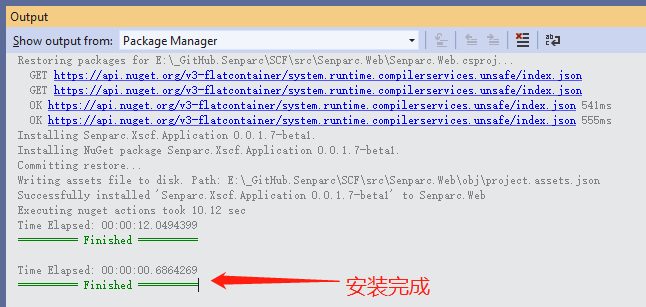 Output
Show output from: Package Manager
Restoring packages for E:\_GitHub.Senparc\SCF\src\Senparc.Web\Senparc.Web.csproj...
GET https://api.nuget.org/v3-flatcontainer/system.runtime.compilerservices.unsafe/index.json
GET https://api.nuget.org/v3-flatcontainer/system.runtime.compilerservices.unsafe/index.json
OK https://api.nuget.org/v3-flatcontainer/system.runtime.compilerservices.unsafe/index.json 541ms
OK https://api.nuget.org/v3-flatcontainer/system.runtime.compilerservices.unsafe/index.json 555ms
Installing Senparc.Xscf.Application 0.0.1.7-beta1.
Installing NuGet package Senparc.Xscf.Application 0.0.1.7-beta1.
Committing restore...
Writing assets file to disk. Path: E:\_GitHub.Senparc\SCF\src\Senparc.Web\obj\project.assets.json
Successfully installed 'Senparc.Xscf.Application 0.0.1.7-beta1' to Senparc.Web
Executing nuget actions took 10.12 sec
Time Elapsed: 00:00:12.0494399
========== Finished ==========
Time Elapsed: 00:00:00.6864269
========== Finished ==========
安装完成